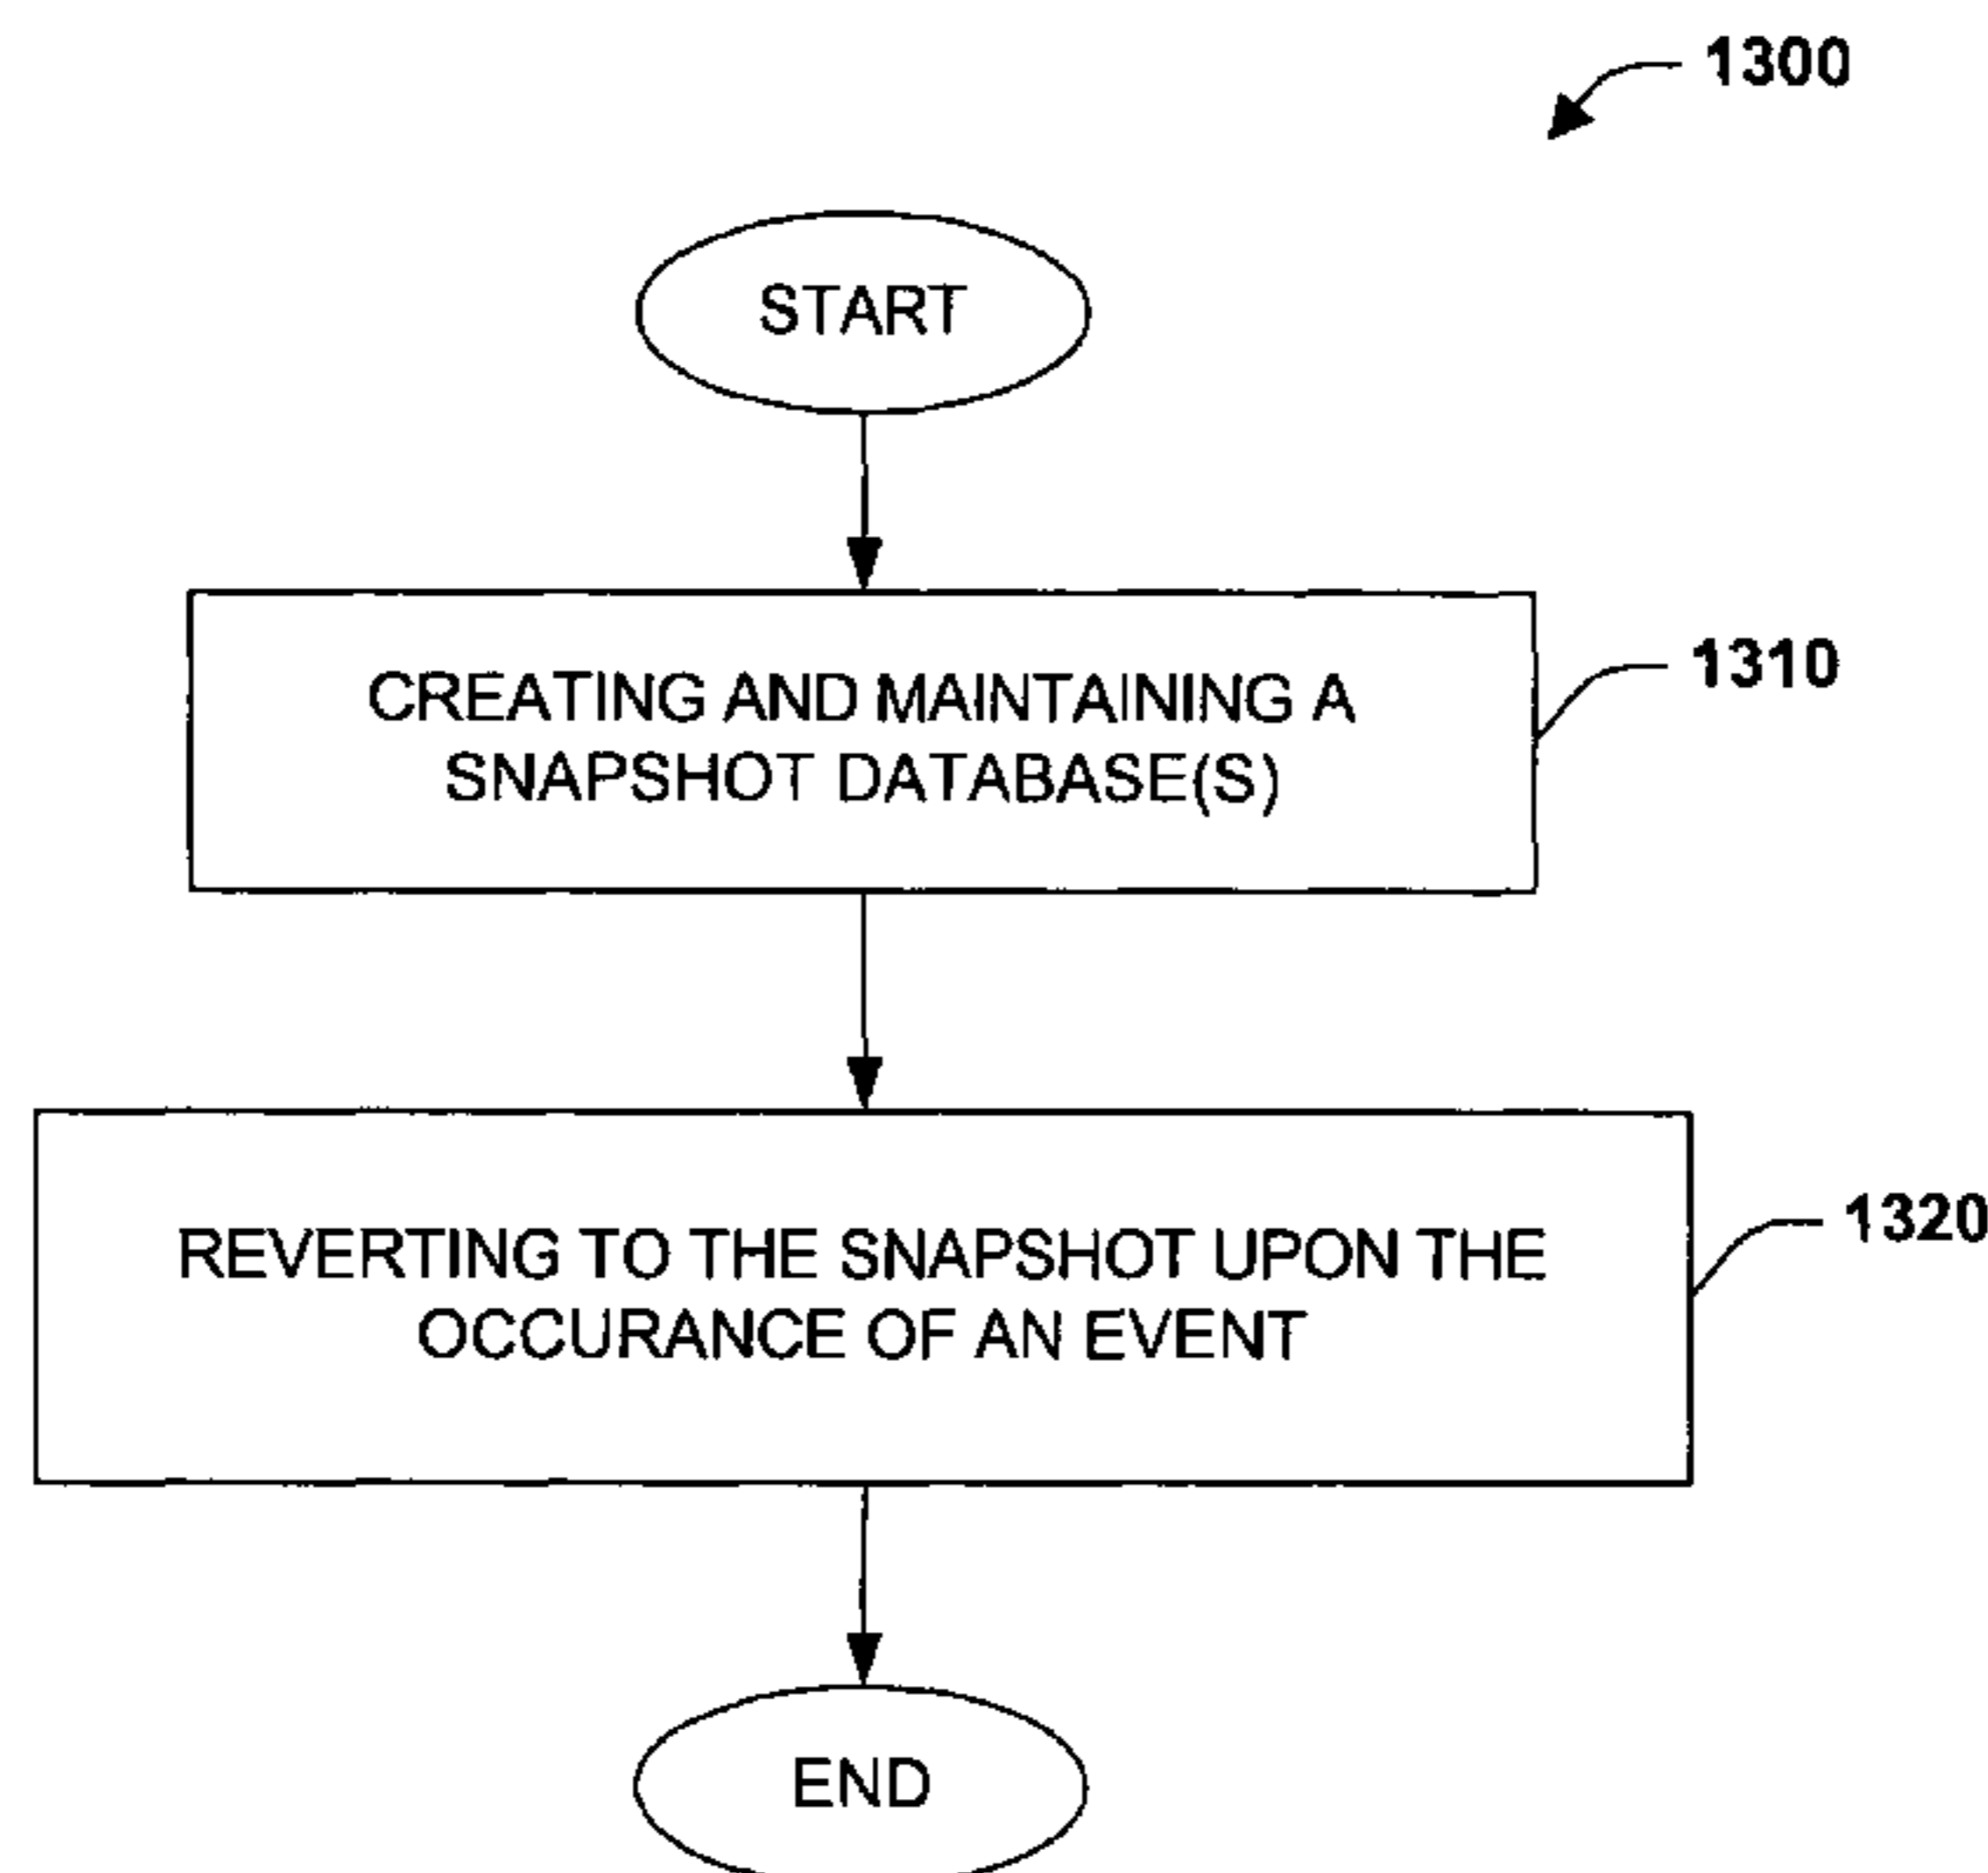 1300
START
CREATING AND MAINTAINING A
SNAPSHOT DATABASE(S)
1310
REVERTING TO THE SNAPSHOT UPON THE
OCCURANCE OF AN EVENT
1320
END